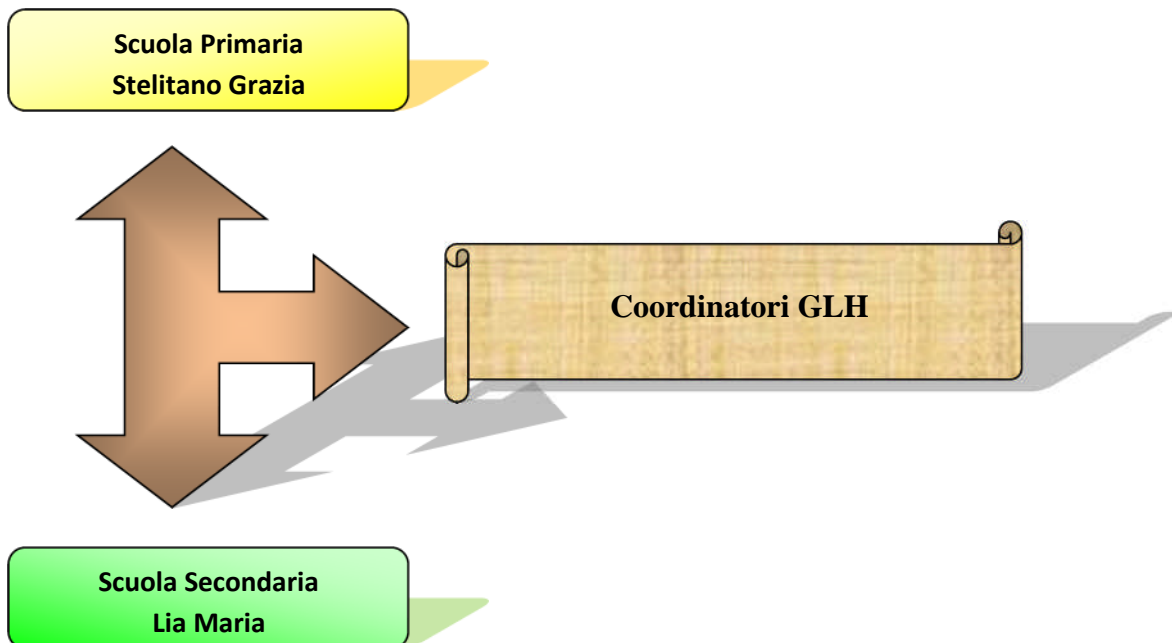 Scuola Primaria
Stelitano Grazia
Coordinatori GLH
Scuola Secondaria
Lia Maria